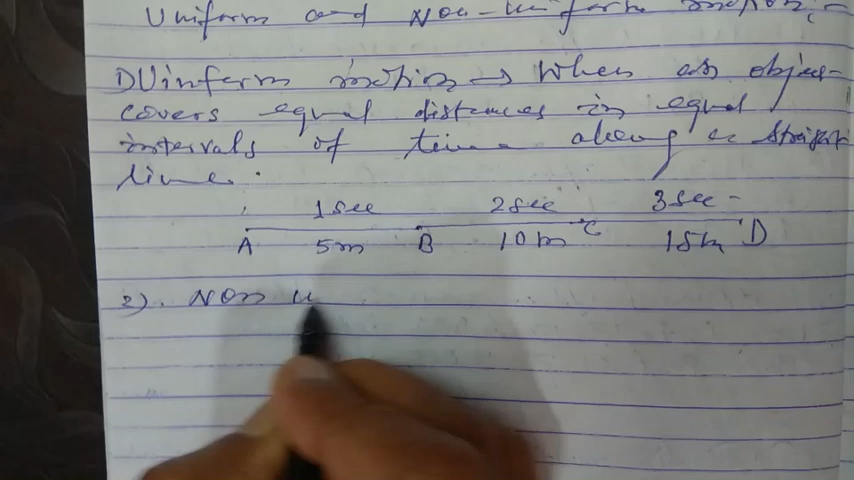 Uniform and Non-uniform motion:-
1) Uinform motion → When an object
covers equal distances in equal
intervals of time along a straight
line.
1 sec 2 sec 3 sec
A 5m B 10m C 15m D
2). Non u